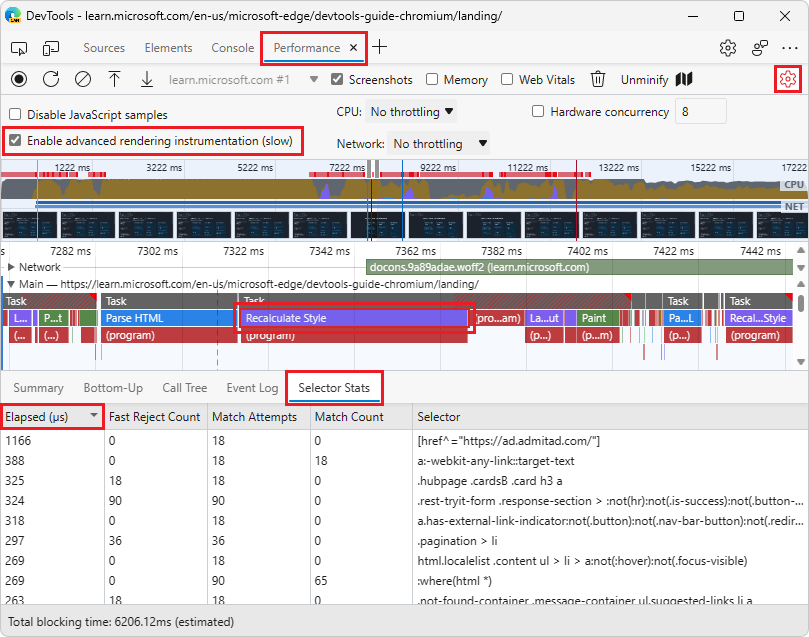 DevTools - learn.microsoft.com/en-us/microsoft-edge/devtools-guide-chromium/landing/
Sources Elements Console Performance
learn.microsoft.com #1 Screenshots Memory Web Vitals Unminify
Disable JavaScript samples CPU: No throttling Hardware concurrency 8
Enable advanced rendering instrumentation (slow) Network: No throttling
1222 ms 3222 ms 5222 ms 7222 ms 9222 ms 11222 ms 13222 ms 15222 ms 17222
CPU
NET
s 7282 ms 7302 ms 7322 ms 7342 ms 7362 ms 7382 ms 7402 ms 7422 ms 7442 ms
Network docons.9a89adae.woff2 (learn.microsoft.com)
Main — https://learn.microsoft.com/en-us/microsoft-edge/devtools-guide-chromium/landing/
Task Task Task Task Task
L... P...t Parse HTML Recalculate Style (pro...am) La...ut Paint Pa...L Recal...Style
(... (...) (program) (program) (p...) (p...m) (p...) (program)
Summary Bottom-Up Call Tree Event Log Selector Stats
Elapsed (µs) Fast Reject Count Match Attempts Match Count Selector
1166 0 18 0 [href^="https://ad.admitad.com/"]
388 0 18 18 a:-webkit-any-link::target-text
325 18 18 0 .hubpage .cardsB .card h3 a
324 90 90 0 .rest-tryit-form .response-section > :not(hr):not(.is-success):not(.button-...
318 0 18 0 a.has-external-link-indicator:not(.button):not(.nav-bar-button):not(.redir...
297 36 36 0 .pagination > li
269 0 18 0 html.localelist .content ul > li > a:not(:hover):not(.focus-visible)
269 0 90 65 :where(html *)
263 18 18 0 .not-found-container .message-container ul.suggested-links li a
Total blocking time: 6206.12ms (estimated)